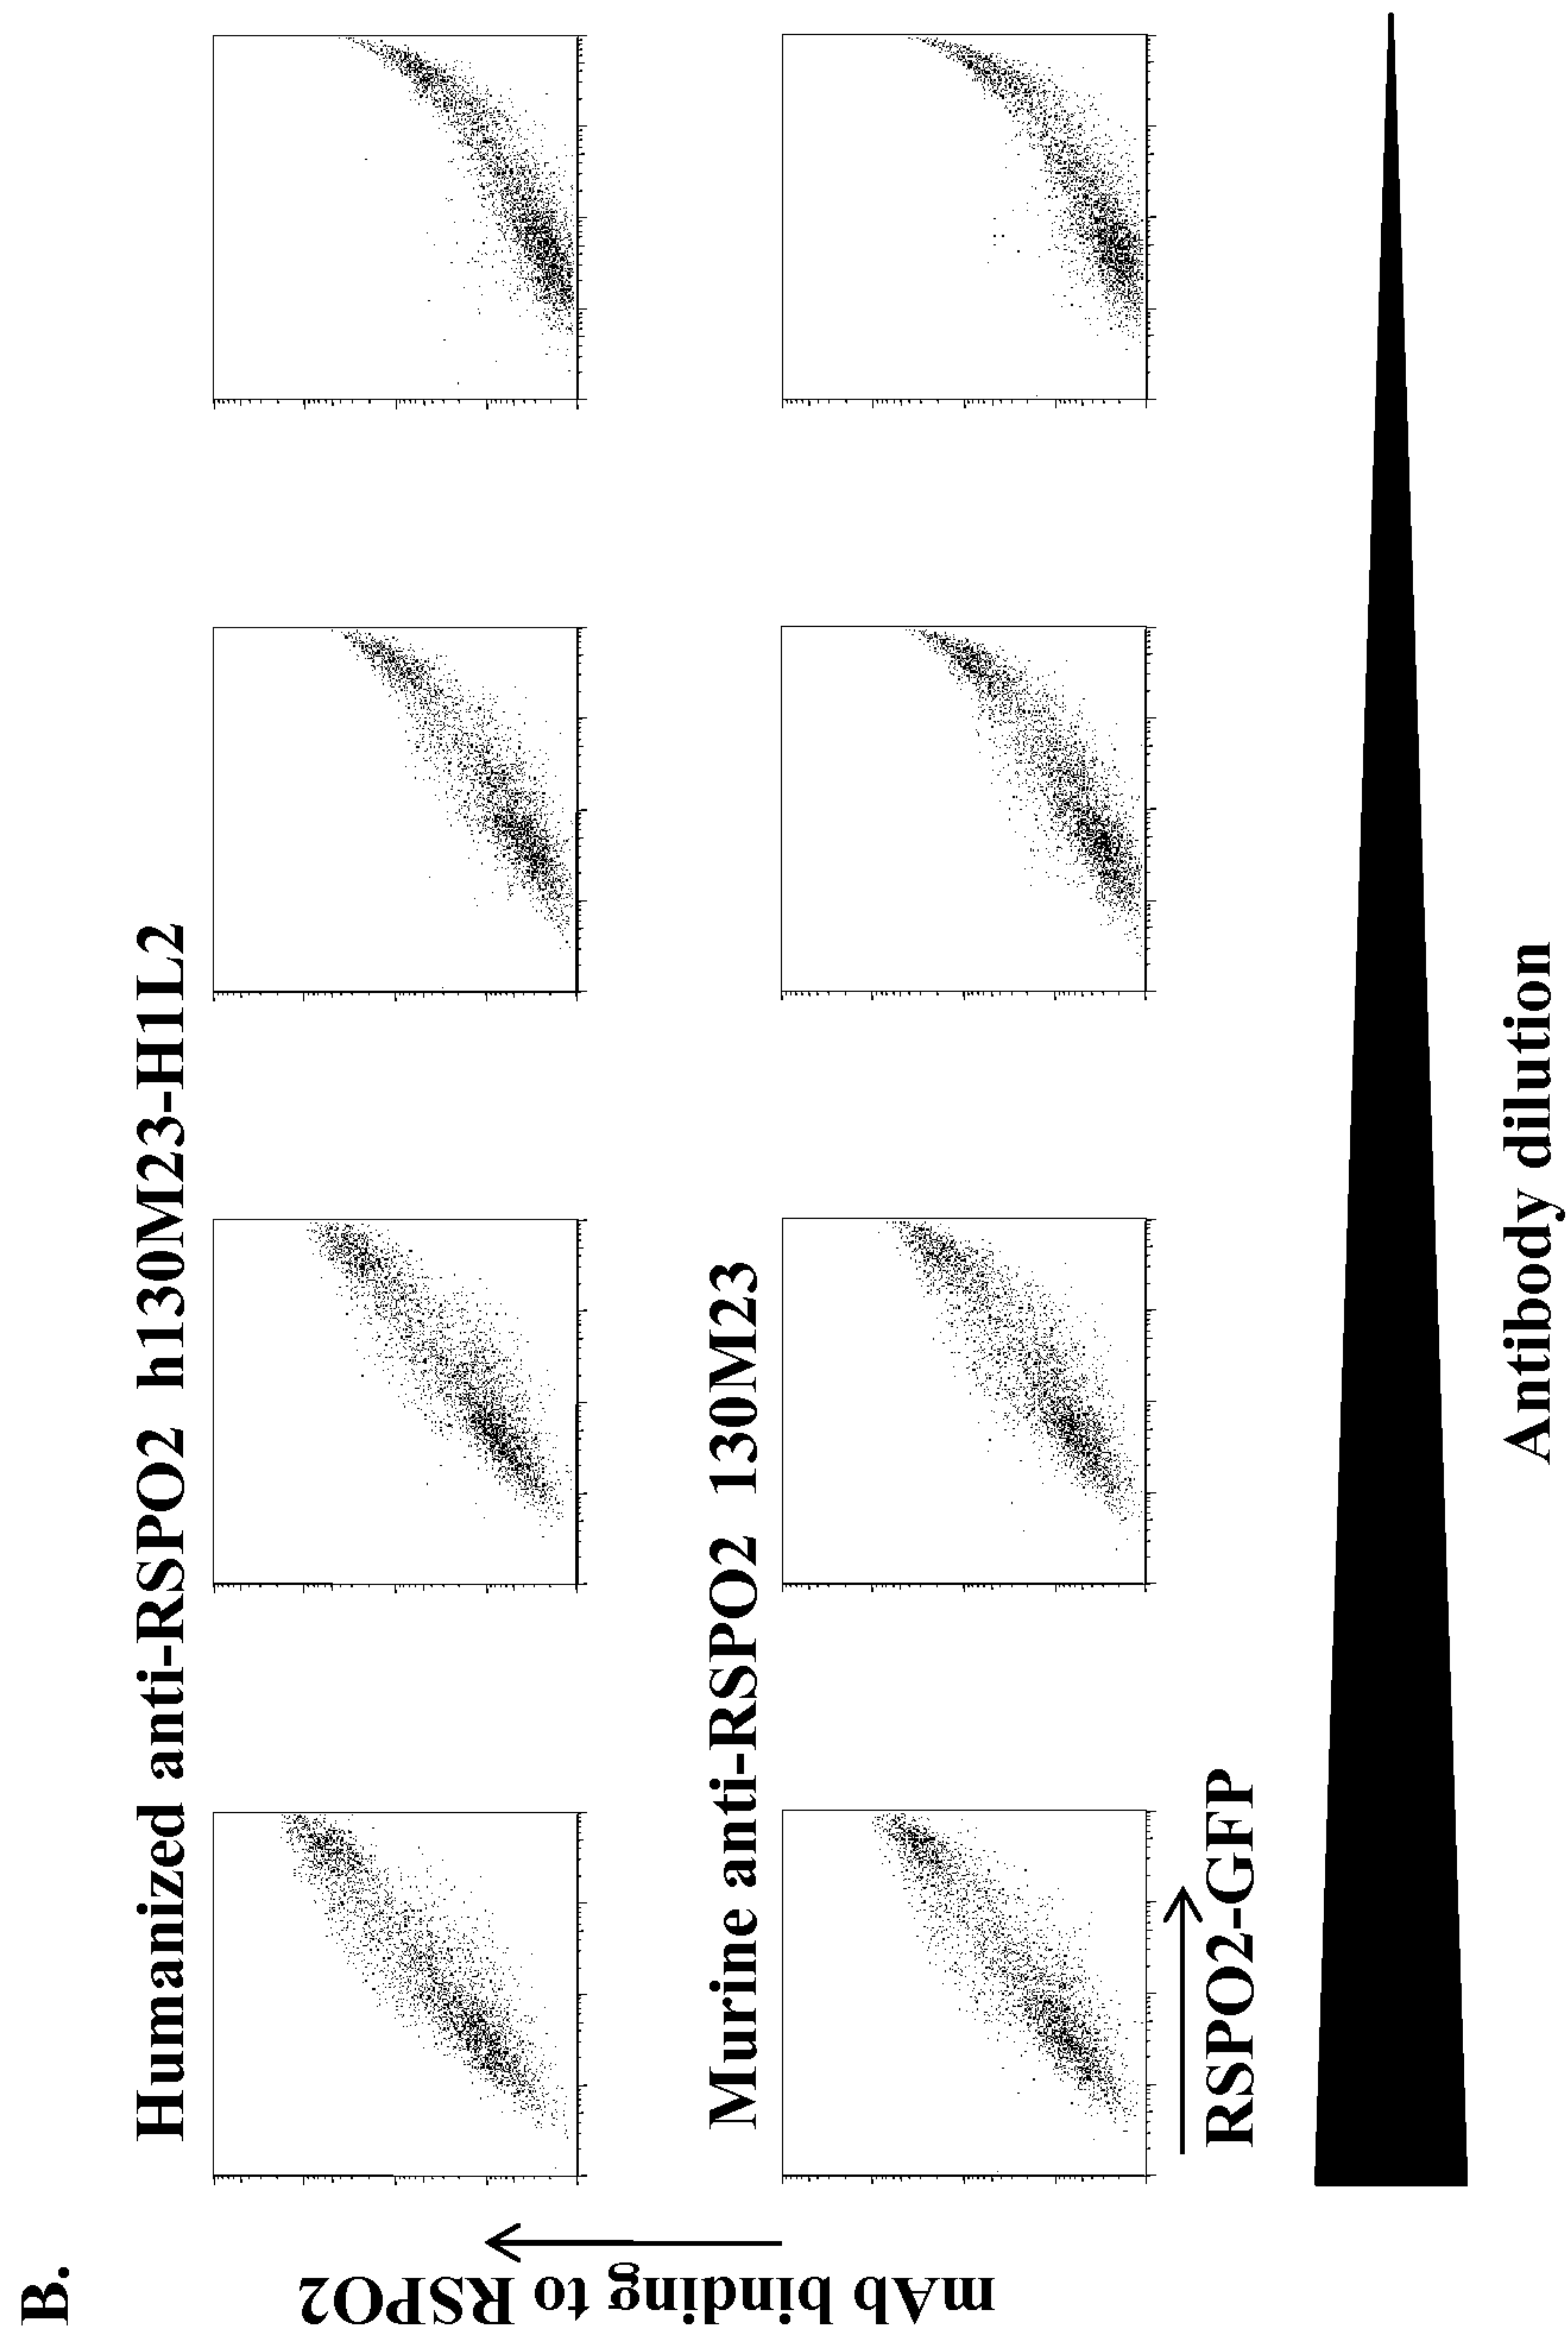 B.
Humanized anti-RSPO2 h130M23-H1L2
mAb binding to RSPO2
Murine anti-RSPO2 130M23
RSPO2-GFP
Antibody dilution